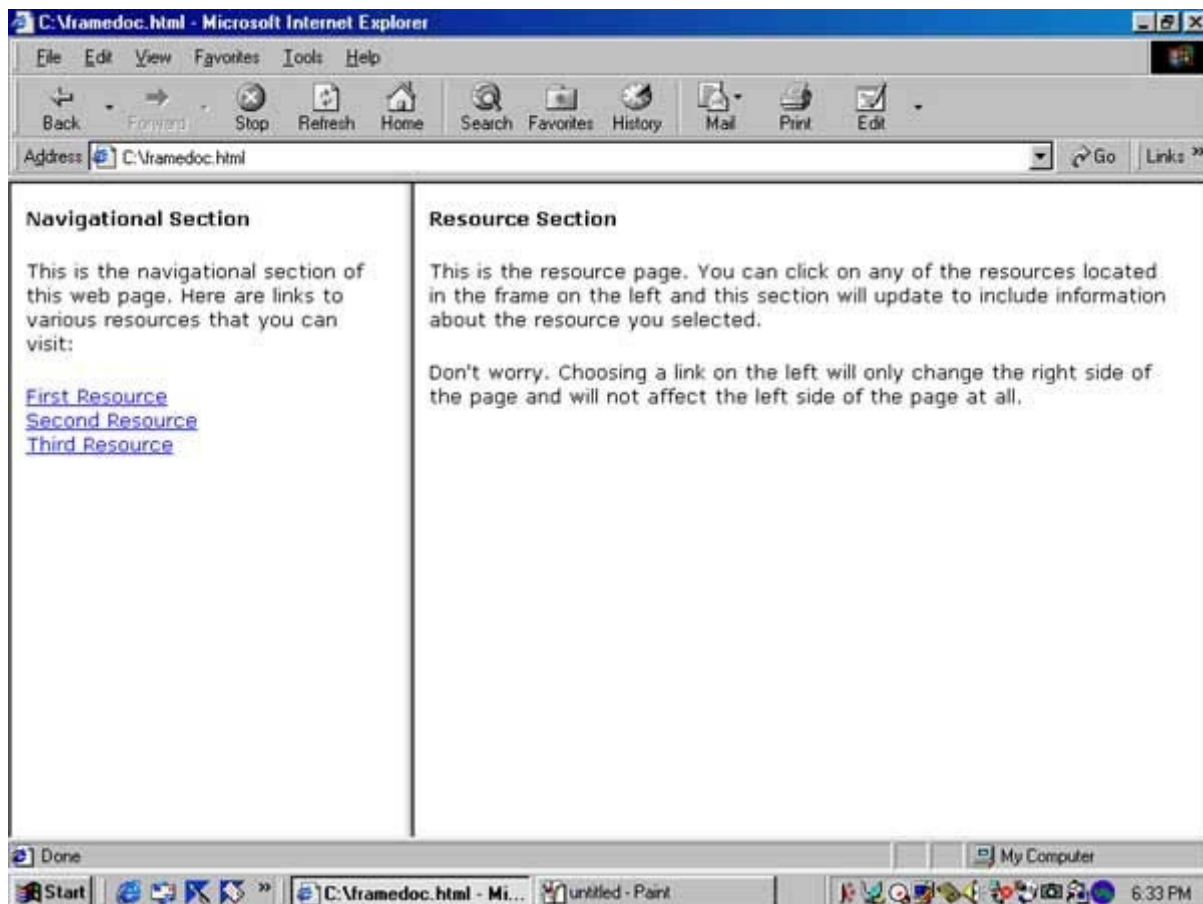 C:\framedoc.html - Microsoft Internet Explorer
File Edit View Favorites Tools Help
Back Forward Stop Refresh Home Search Favorites History Mail Print Edit
Address C:\framedoc.html Go Links »
Navigational Section
This is the navigational section of
this web page. Here are links to
various resources that you can
visit:
First Resource
Second Resource
Third Resource
Resource Section
This is the resource page. You can click on any of the resources located
in the frame on the left and this section will update to include information
about the resource you selected.
Don't worry. Choosing a link on the left will only change the right side of
the page and will not affect the left side of the page at all.
Done My Computer
Start » C:\framedoc.html - Mi... untitled - Paint 6:33 PM